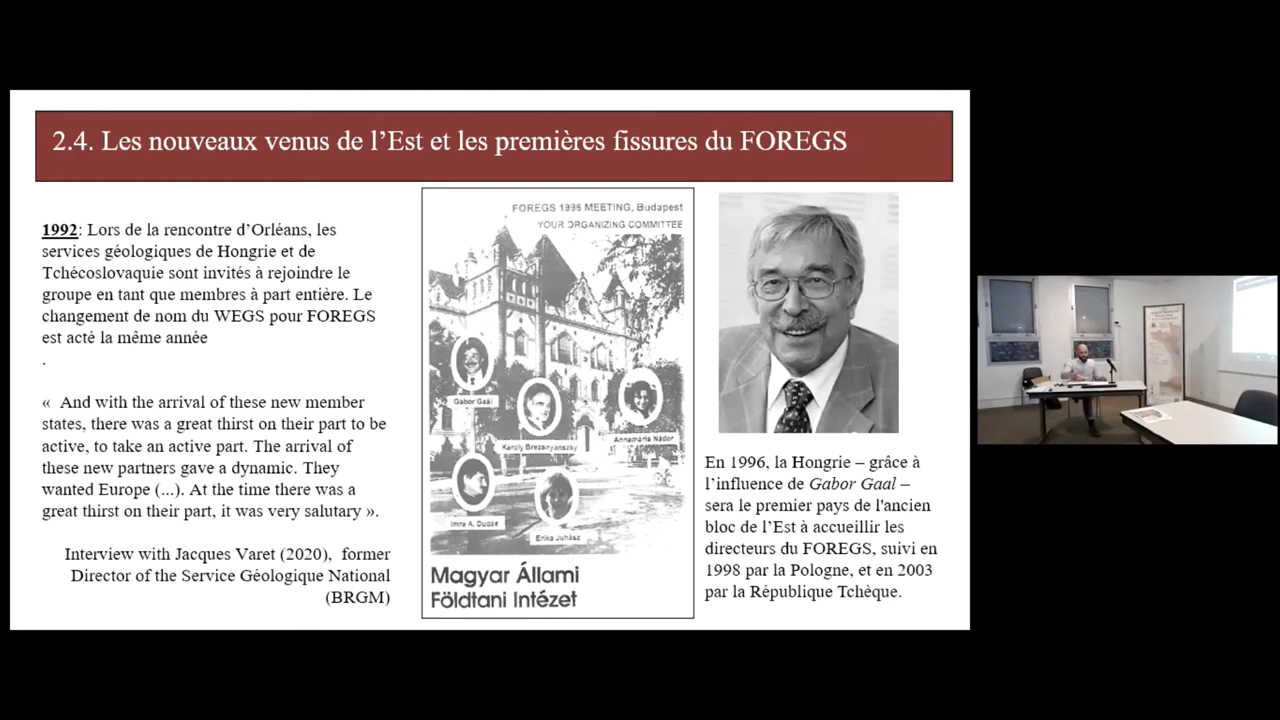 2.4. Les nouveaux venus de l’Est et les premières fissures du FOREGS
1992: Lors de la rencontre d’Orléans, les
services géologiques de Hongrie et de
Tchécoslovaquie sont invités à rejoindre le
groupe en tant que membres à part entière. Le
changement de nom du WEGS pour FOREGS
est acté la même année
.
« And with the arrival of these new member
states, there was a great thirst on their part to be
active, to take an active part. The arrival of
these new partners gave a dynamic. They
wanted Europe (...). At the time there was a
great thirst on their part, it was very salutary ».
Interview with Jacques Varet (2020), former
Director of the Service Géologique National
(BRGM)
FOREGS 1996 MEETING, Budapest
YOUR ORGANIZING COMMITTEE
Gabor Gaál
Karoly Brezsnyánszky
Annamária Nádor
Imre A. Dudás
Erika Juhász
Magyar Állami
Földtani Intézet
En 1996, la Hongrie – grâce à
l’influence de Gabor Gaal –
sera le premier pays de l'ancien
bloc de l’Est à accueillir les
directeurs du FOREGS, suivi en
1998 par la Pologne, et en 2003
par la République Tchèque.